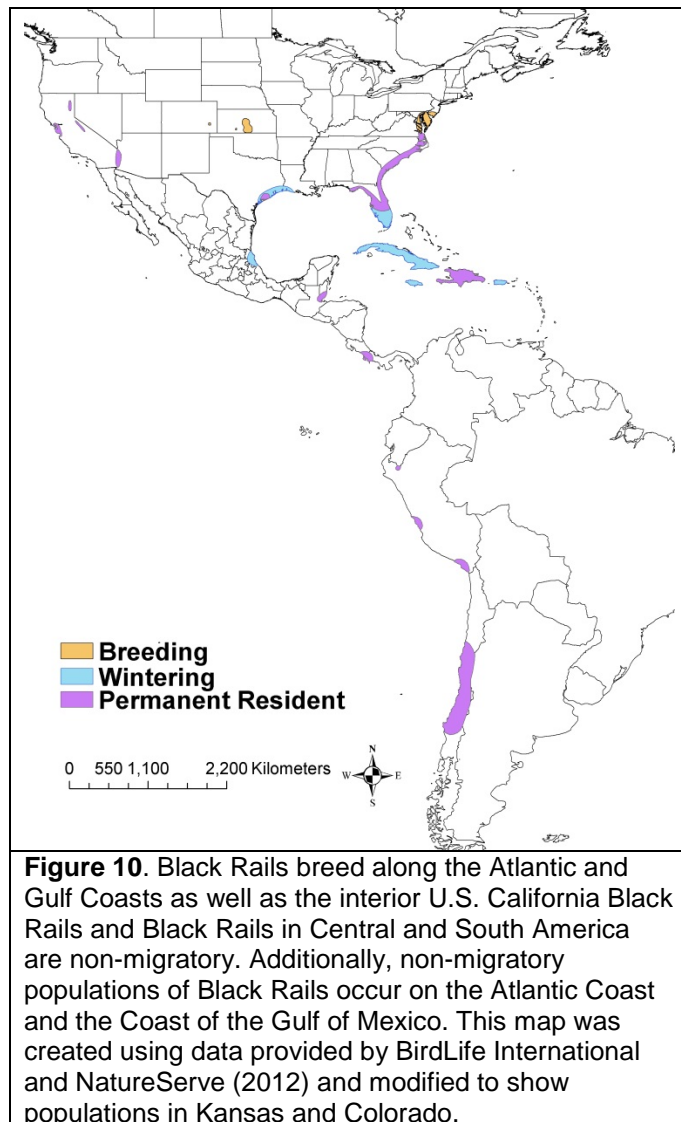 Breeding
Wintering
Permanent Resident
0 550 1,100 2,200 Kilometers
N
W E
S
Figure 10. Black Rails breed along the Atlantic and
Gulf Coasts as well as the interior U.S. California Black
Rails and Black Rails in Central and South America
are non-migratory. Additionally, non-migratory
populations of Black Rails occur on the Atlantic Coast
and the Coast of the Gulf of Mexico. This map was
created using data provided by BirdLife International
and NatureServe (2012) and modified to show
populations in Kansas and Colorado.